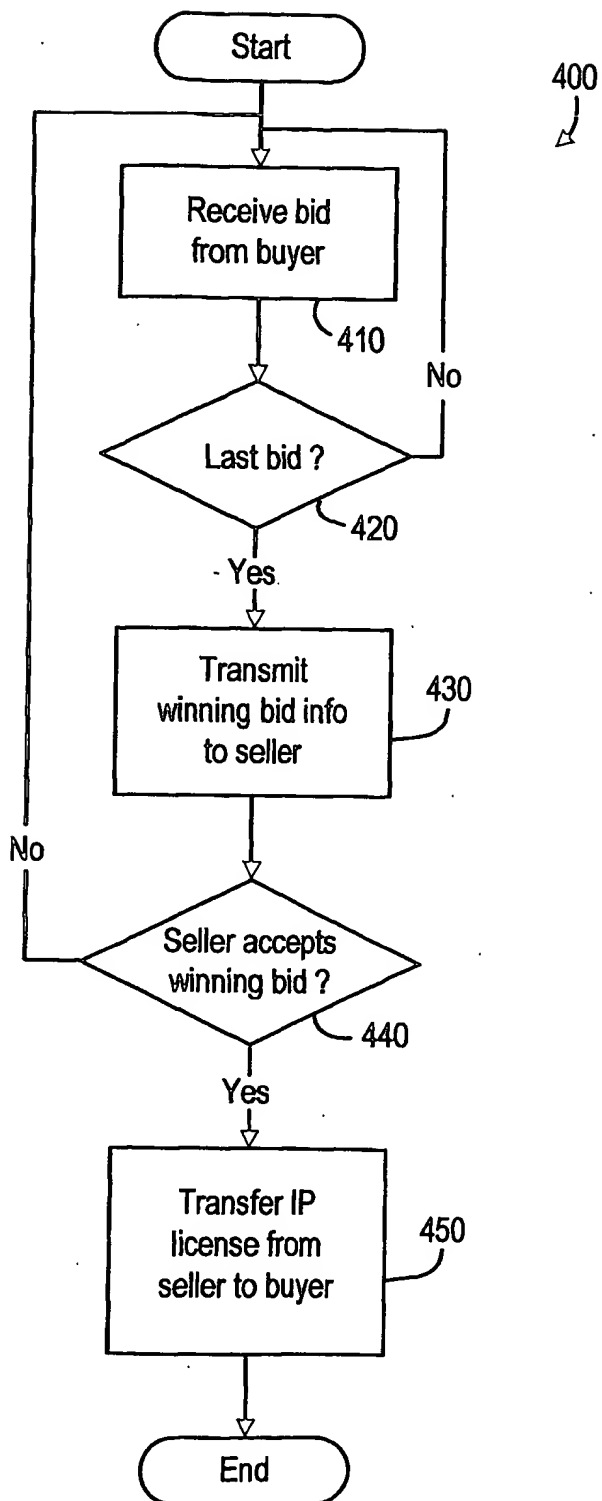 Start
400
Receive bid
from buyer
410
No
Last bid ?
420
Yes
Transmit
winning bid info
to seller
430
No
Seller accepts
winning bid ?
440
Yes
Transfer IP
license from
seller to buyer
450
End